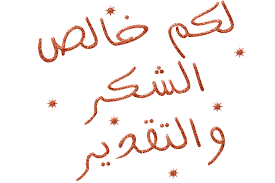 لكم خالص
الشكر
والتقدير